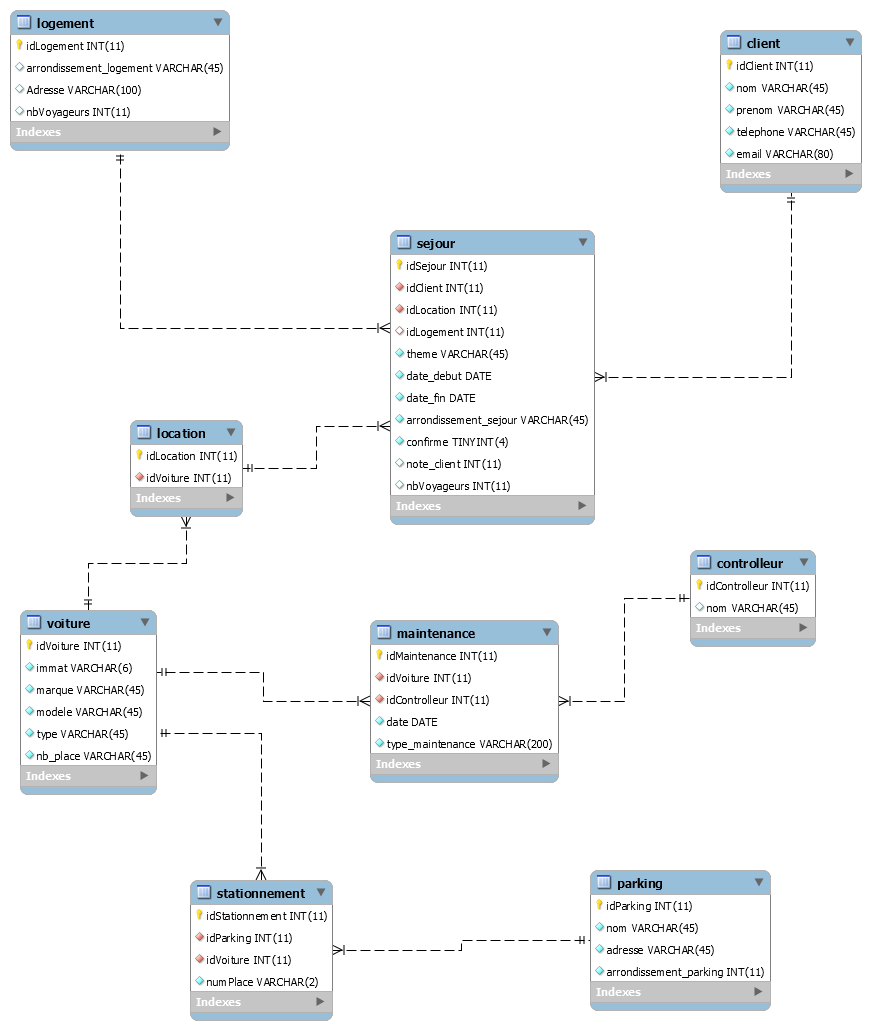 logement
idLogement INT(11)
arrondissement_logement VARCHAR(45)
Adresse VARCHAR(100)
nbVoyageurs INT(11)
Indexes
client
idClient INT(11)
nom VARCHAR(45)
prenom VARCHAR(45)
telephone VARCHAR(45)
email VARCHAR(80)
Indexes
sejour
idSejour INT(11)
idClient INT(11)
idLocation INT(11)
idLogement INT(11)
theme VARCHAR(45)
date_debut DATE
date_fin DATE
arrondissement_sejour VARCHAR(45)
confirme TINYINT(4)
note_client INT(11)
nbVoyageurs INT(11)
Indexes
location
idLocation INT(11)
idVoiture INT(11)
Indexes
controlleur
idControlleur INT(11)
nom VARCHAR(45)
Indexes
voiture
idVoiture INT(11)
immat VARCHAR(6)
marque VARCHAR(45)
modele VARCHAR(45)
type VARCHAR(45)
nb_place VARCHAR(45)
Indexes
maintenance
idMaintenance INT(11)
idVoiture INT(11)
idControlleur INT(11)
date DATE
type_maintenance VARCHAR(200)
Indexes
stationnement
idStationnement INT(11)
idParking INT(11)
idVoiture INT(11)
numPlace VARCHAR(2)
Indexes
parking
idParking INT(11)
nom VARCHAR(45)
adresse VARCHAR(45)
arrondissement_parking INT(11)
Indexes